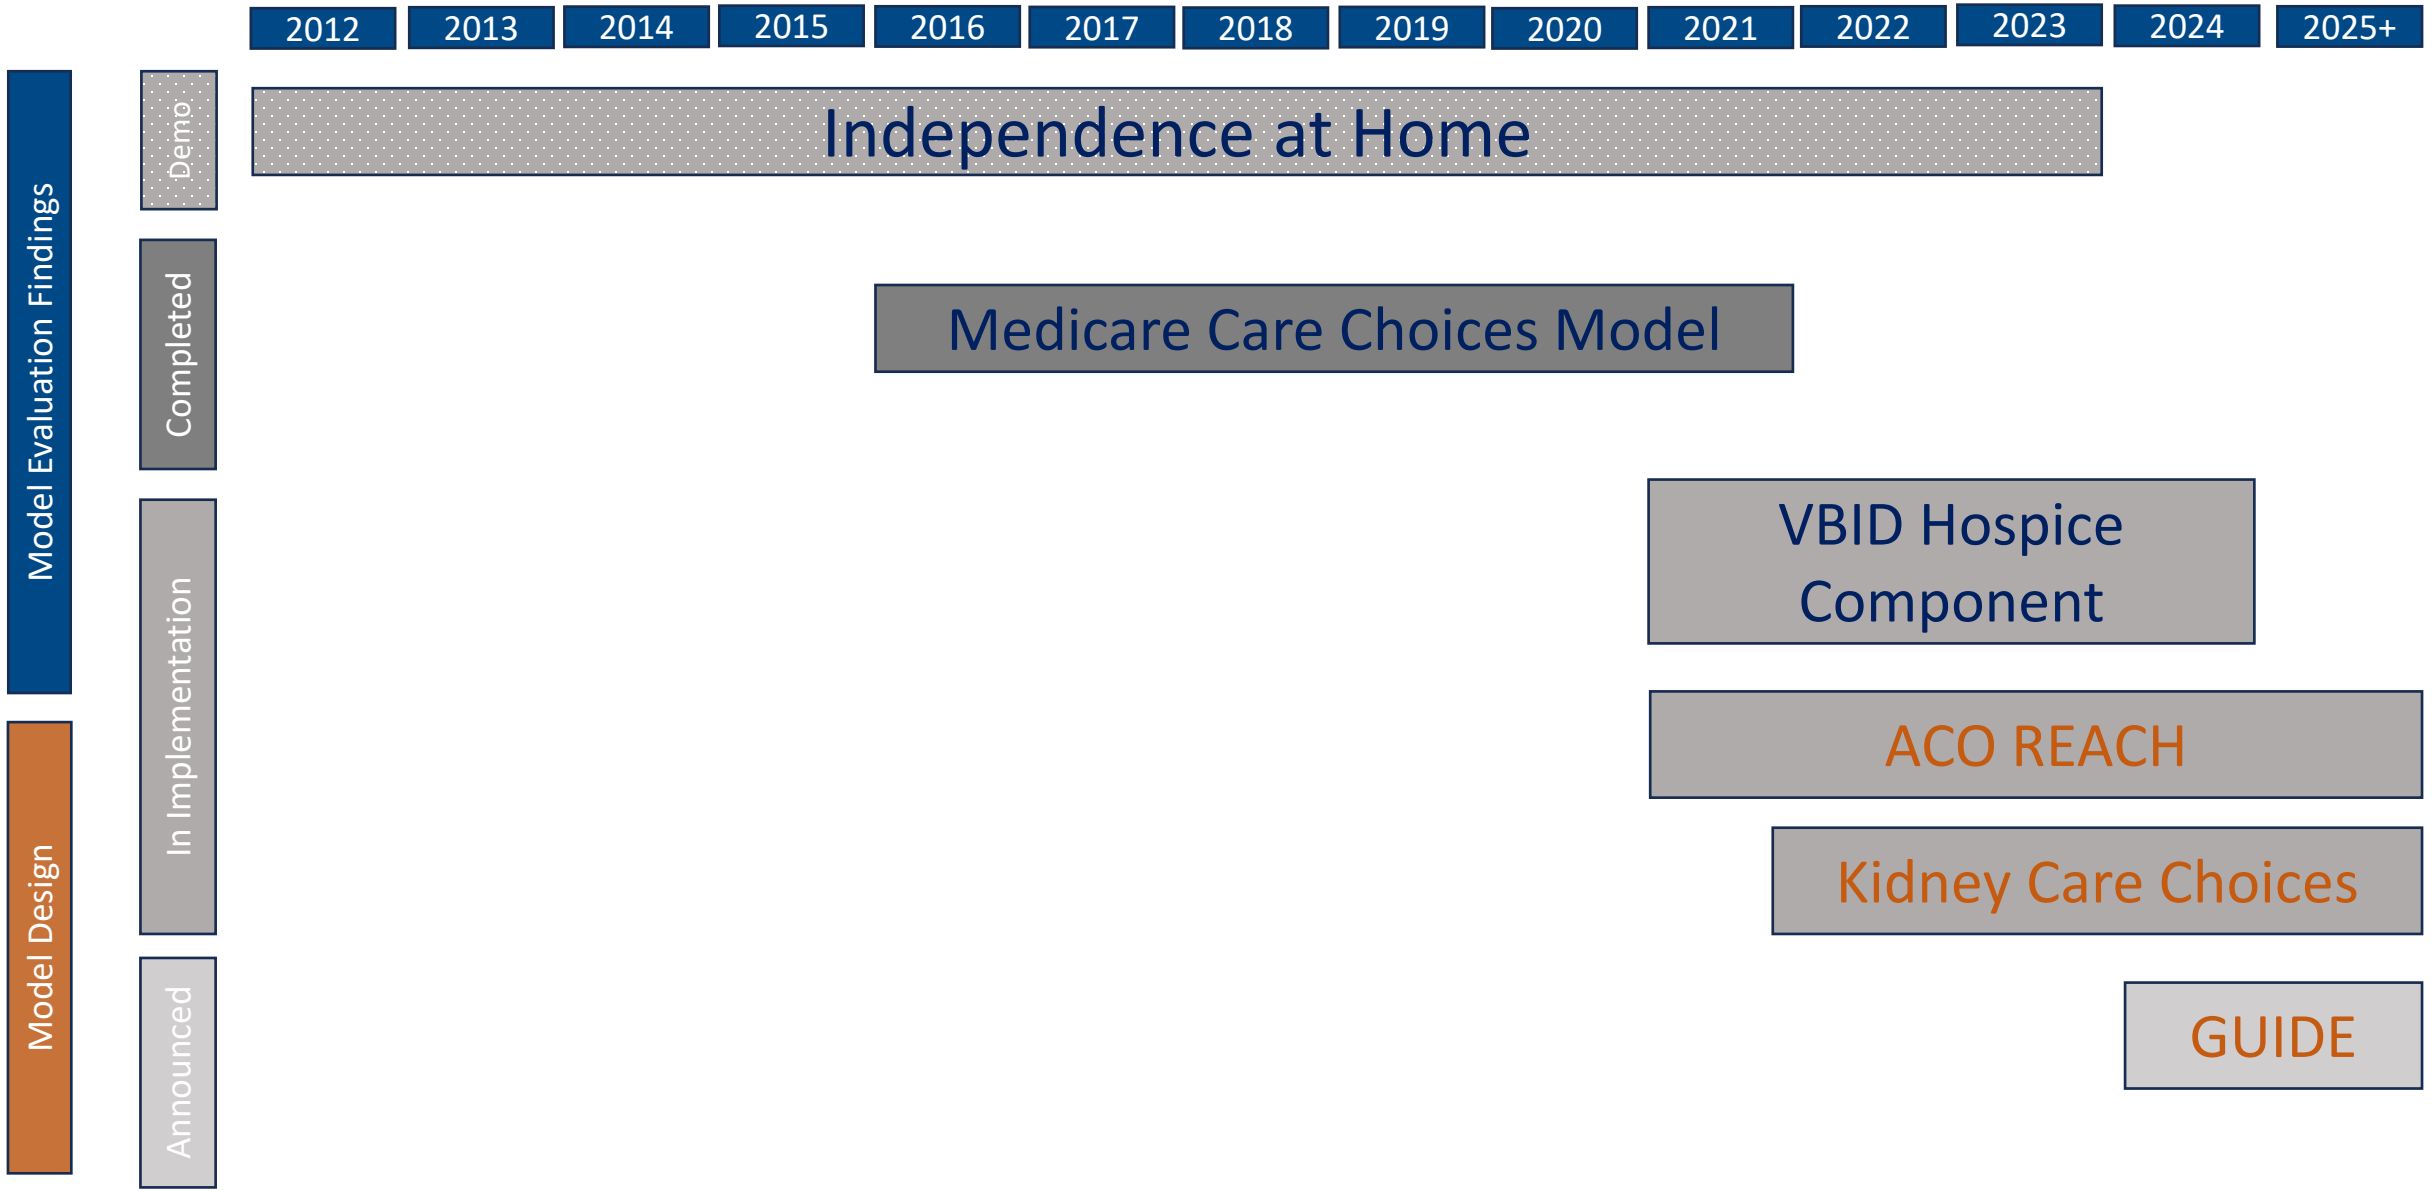 2012 2013 2014 2015 2016 2017 2018 2019 2020 2021 2022 2023 2024 2025+
Model Evaluation Findings
Demo
Independence at Home
Completed
Medicare Care Choices Model
In Implementation
VBID Hospice
Component
ACO REACH
Kidney Care Choices
Model Design
Announced
GUIDE